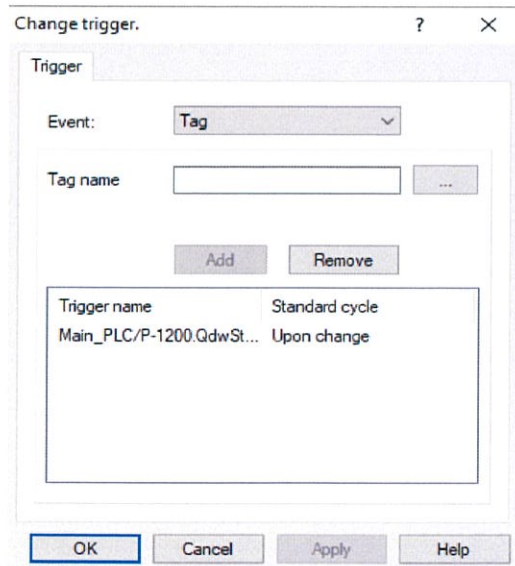 Change trigger. ?
Trigger
Event: Tag
Tag name ...
Add Remove
Trigger name Standard cycle
Main_PLC/P-1200.QdwSt... Upon change
OK Cancel Apply Help